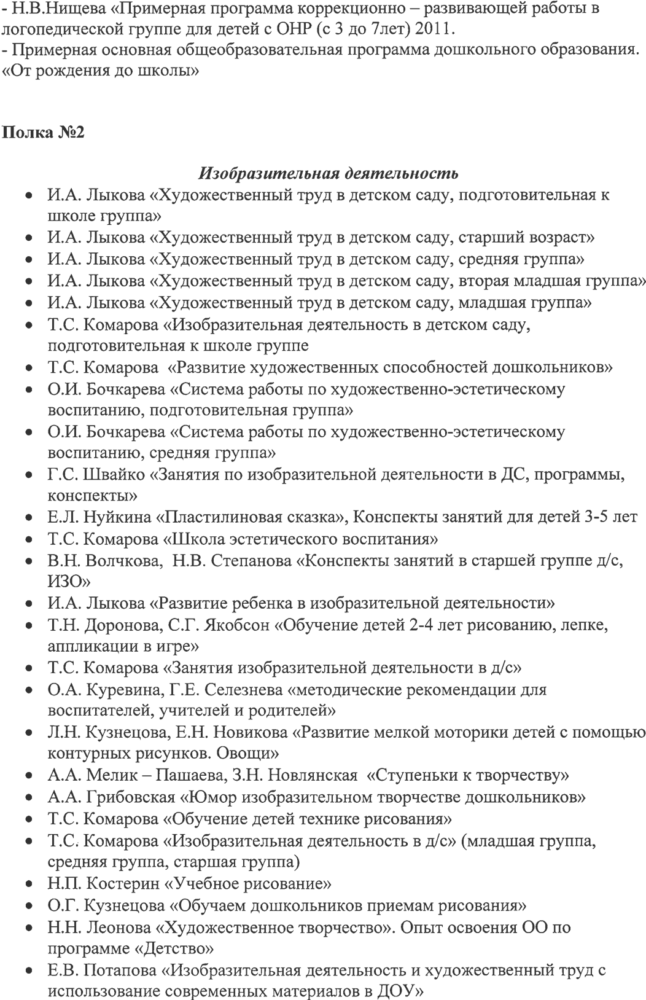 - Н.В.Нищева «Примерная программа коррекционно – развивающей работы в
логопедической группе для детей с ОНР (с 3 до 7лет) 2011.
- Примерная основная общеобразовательная программа дошкольного образования.
«От рождения до школы»
Полка №2
Изобразительная деятельность
• И.А. Лыкова «Художественный труд в детском саду, подготовительная к
школе группа»
• И.А. Лыкова «Художественный труд в детском саду, старший возраст»
• И.А. Лыкова «Художественный труд в детском саду, средняя группа»
• И.А. Лыкова «Художественный труд в детском саду, вторая младшая группа»
• И.А. Лыкова «Художественный труд в детском саду, младшая группа»
• Т.С. Комарова «Изобразительная деятельность в детском саду,
подготовительная к школе группе
• Т.С. Комарова «Развитие художественных способностей дошкольников»
• О.И. Бочкарева «Система работы по художественно-эстетическому
воспитанию, подготовительная группа»
• О.И. Бочкарева «Система работы по художественно-эстетическому
воспитанию, средняя группа»
• Г.С. Швайко «Занятия по изобразительной деятельности в ДС, программы,
конспекты»
• Е.Л. Нуйкина «Пластилиновая сказка», Конспекты занятий для детей 3-5 лет
• Т.С. Комарова «Школа эстетического воспитания»
• В.Н. Волчкова, Н.В. Степанова «Конспекты занятий в старшей группе д/с,
ИЗО»
• И.А. Лыкова «Развитие ребенка в изобразительной деятельности»
• Т.Н. Доронова, С.Г. Якобсон «Обучение детей 2-4 лет рисованию, лепке,
аппликации в игре»
• Т.С. Комарова «Занятия изобразительной деятельности в д/с»
• О.А. Куревина, Г.Е. Селезнева «методические рекомендации для
воспитателей, учителей и родителей»
• Л.Н. Кузнецова, Е.Н. Новикова «Развитие мелкой моторики детей с помощью
контурных рисунков. Овощи»
• А.А. Мелик – Пашаева, З.Н. Новлянская «Ступеньки к творчеству»
• А.А. Грибовская «Юмор изобразительном творчестве дошкольников»
• Т.С. Комарова «Обучение детей технике рисования»
• Т.С. Комарова «Изобразительная деятельность в д/с» (младшая группа,
средняя группа, старшая группа)
• Н.П. Костерин «Учебное рисование»
• О.Г. Кузнецова «Обучаем дошкольников приемам рисования»
• Н.Н. Леонова «Художественное творчество». Опыт освоения ОО по
программе «Детство»
• Е.В. Потапова «Изобразительная деятельность и художественный труд с
использование современных материалов в ДОУ»